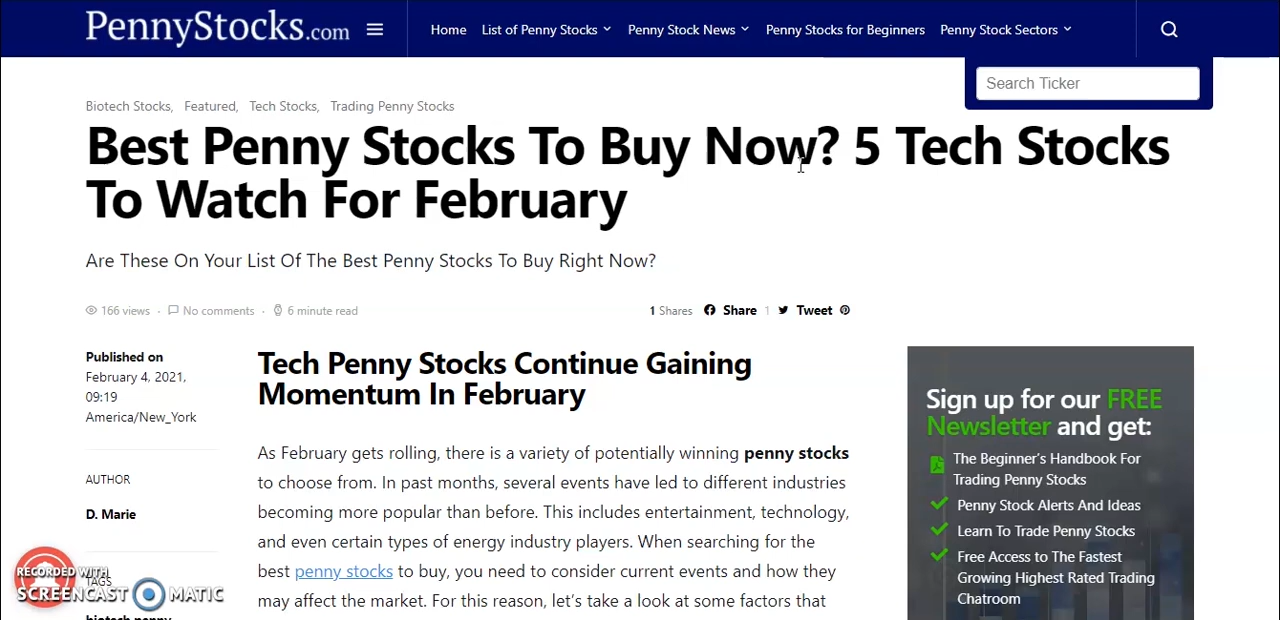 PennyStocks.com
Home List of Penny Stocks Penny Stock News Penny Stocks for Beginners Penny Stock Sectors
Search Ticker
Biotech Stocks, Featured, Tech Stocks, Trading Penny Stocks
Best Penny Stocks To Buy Now? 5 Tech Stocks
To Watch For February
Are These On Your List Of The Best Penny Stocks To Buy Right Now?
166 views · No comments · 6 minute read
1 Shares Share 1 Tweet
Published on
February 4, 2021,
09:19
America/New_York
AUTHOR
D. Marie
TAGS
biotech penny
Tech Penny Stocks Continue Gaining
Momentum In February
As February gets rolling, there is a variety of potentially winning penny stocks
to choose from. In past months, several events have led to different industries
becoming more popular than before. This includes entertainment, technology,
and even certain types of energy industry players. When searching for the
best penny stocks to buy, you need to consider current events and how they
may affect the market. For this reason, let’s take a look at some factors that
Sign up for our FREE
Newsletter and get:
The Beginner’s Handbook For
Trading Penny Stocks
Penny Stock Alerts And Ideas
Learn To Trade Penny Stocks
Free Access to The Fastest
Growing Highest Rated Trading
Chatroom
RECORDED WITH
SCREENCAST MATIC